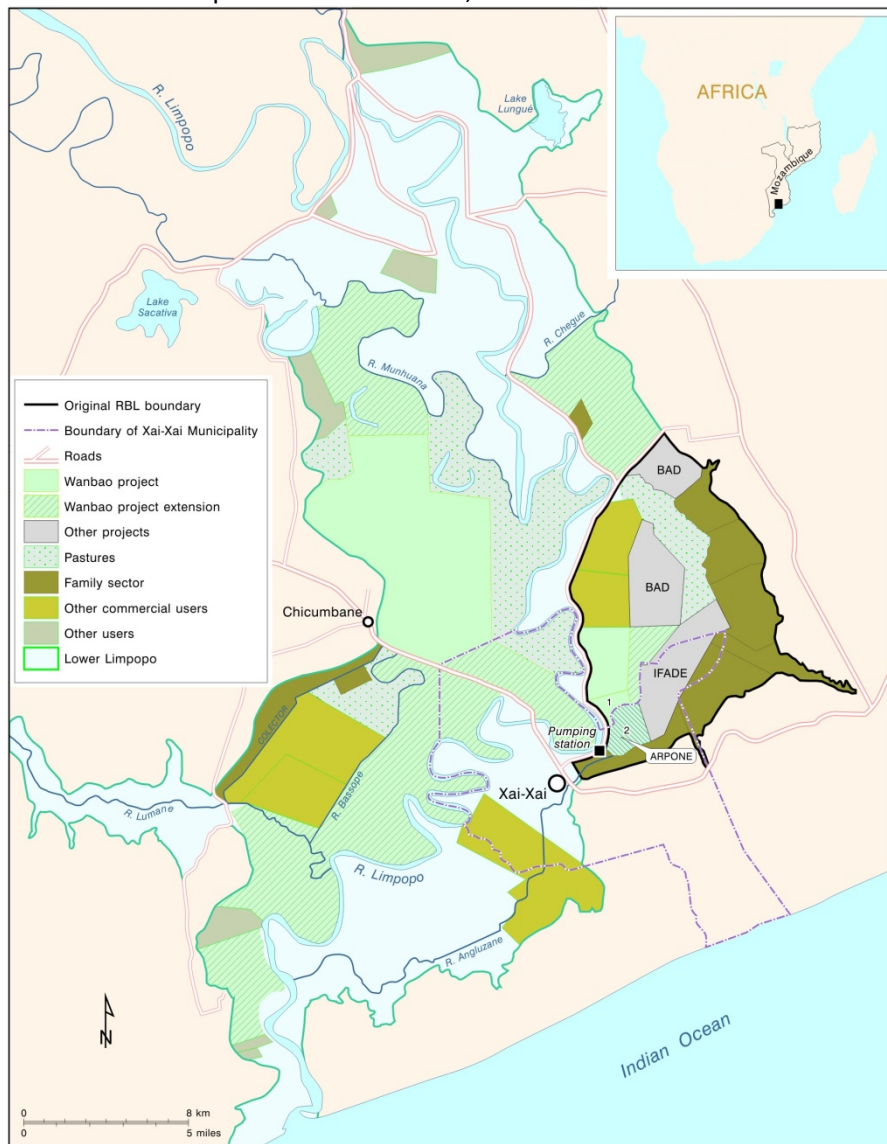 R. Limpopo
Lake
Lungué
AFRICA
Mozambique
Lake
Sacativa
R. Munhuana
R. Chegue
Original RBL boundary
Boundary of Xai-Xai Municipality
Roads
Wanbao project
Wanbao project extension
Other projects
Pastures
Family sector
Other commercial users
Other users
Lower Limpopo
BAD
BAD
IFADE
Chicumbane
1
2
Pumping
station
ARPONE
Xai-Xai
COLECTOR
R. Bassope
R. Lumane
R. Limpopo
R. Angluzane
Indian Ocean
N
0 8 km
0 5 miles